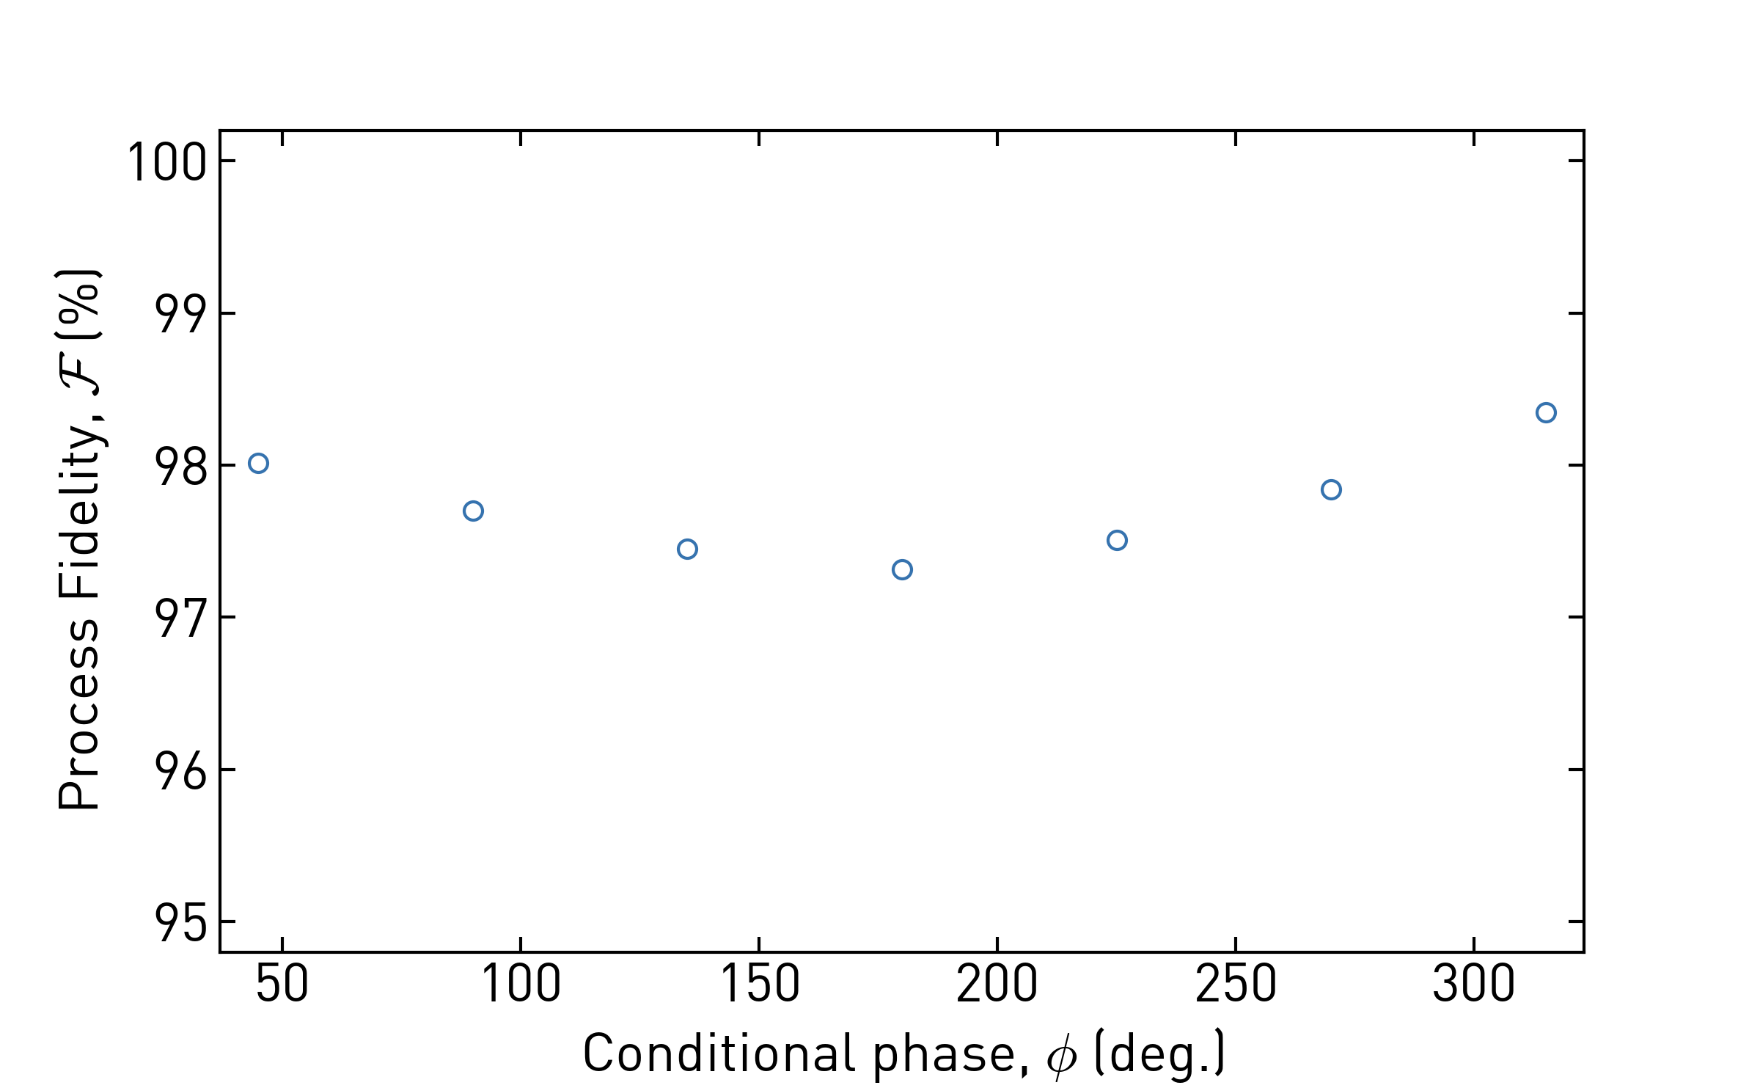 100
99
98
97
96
95
Process Fidelity, ℱ (%)
50 100 150 200 250 300
Conditional phase, ϕ (deg.)